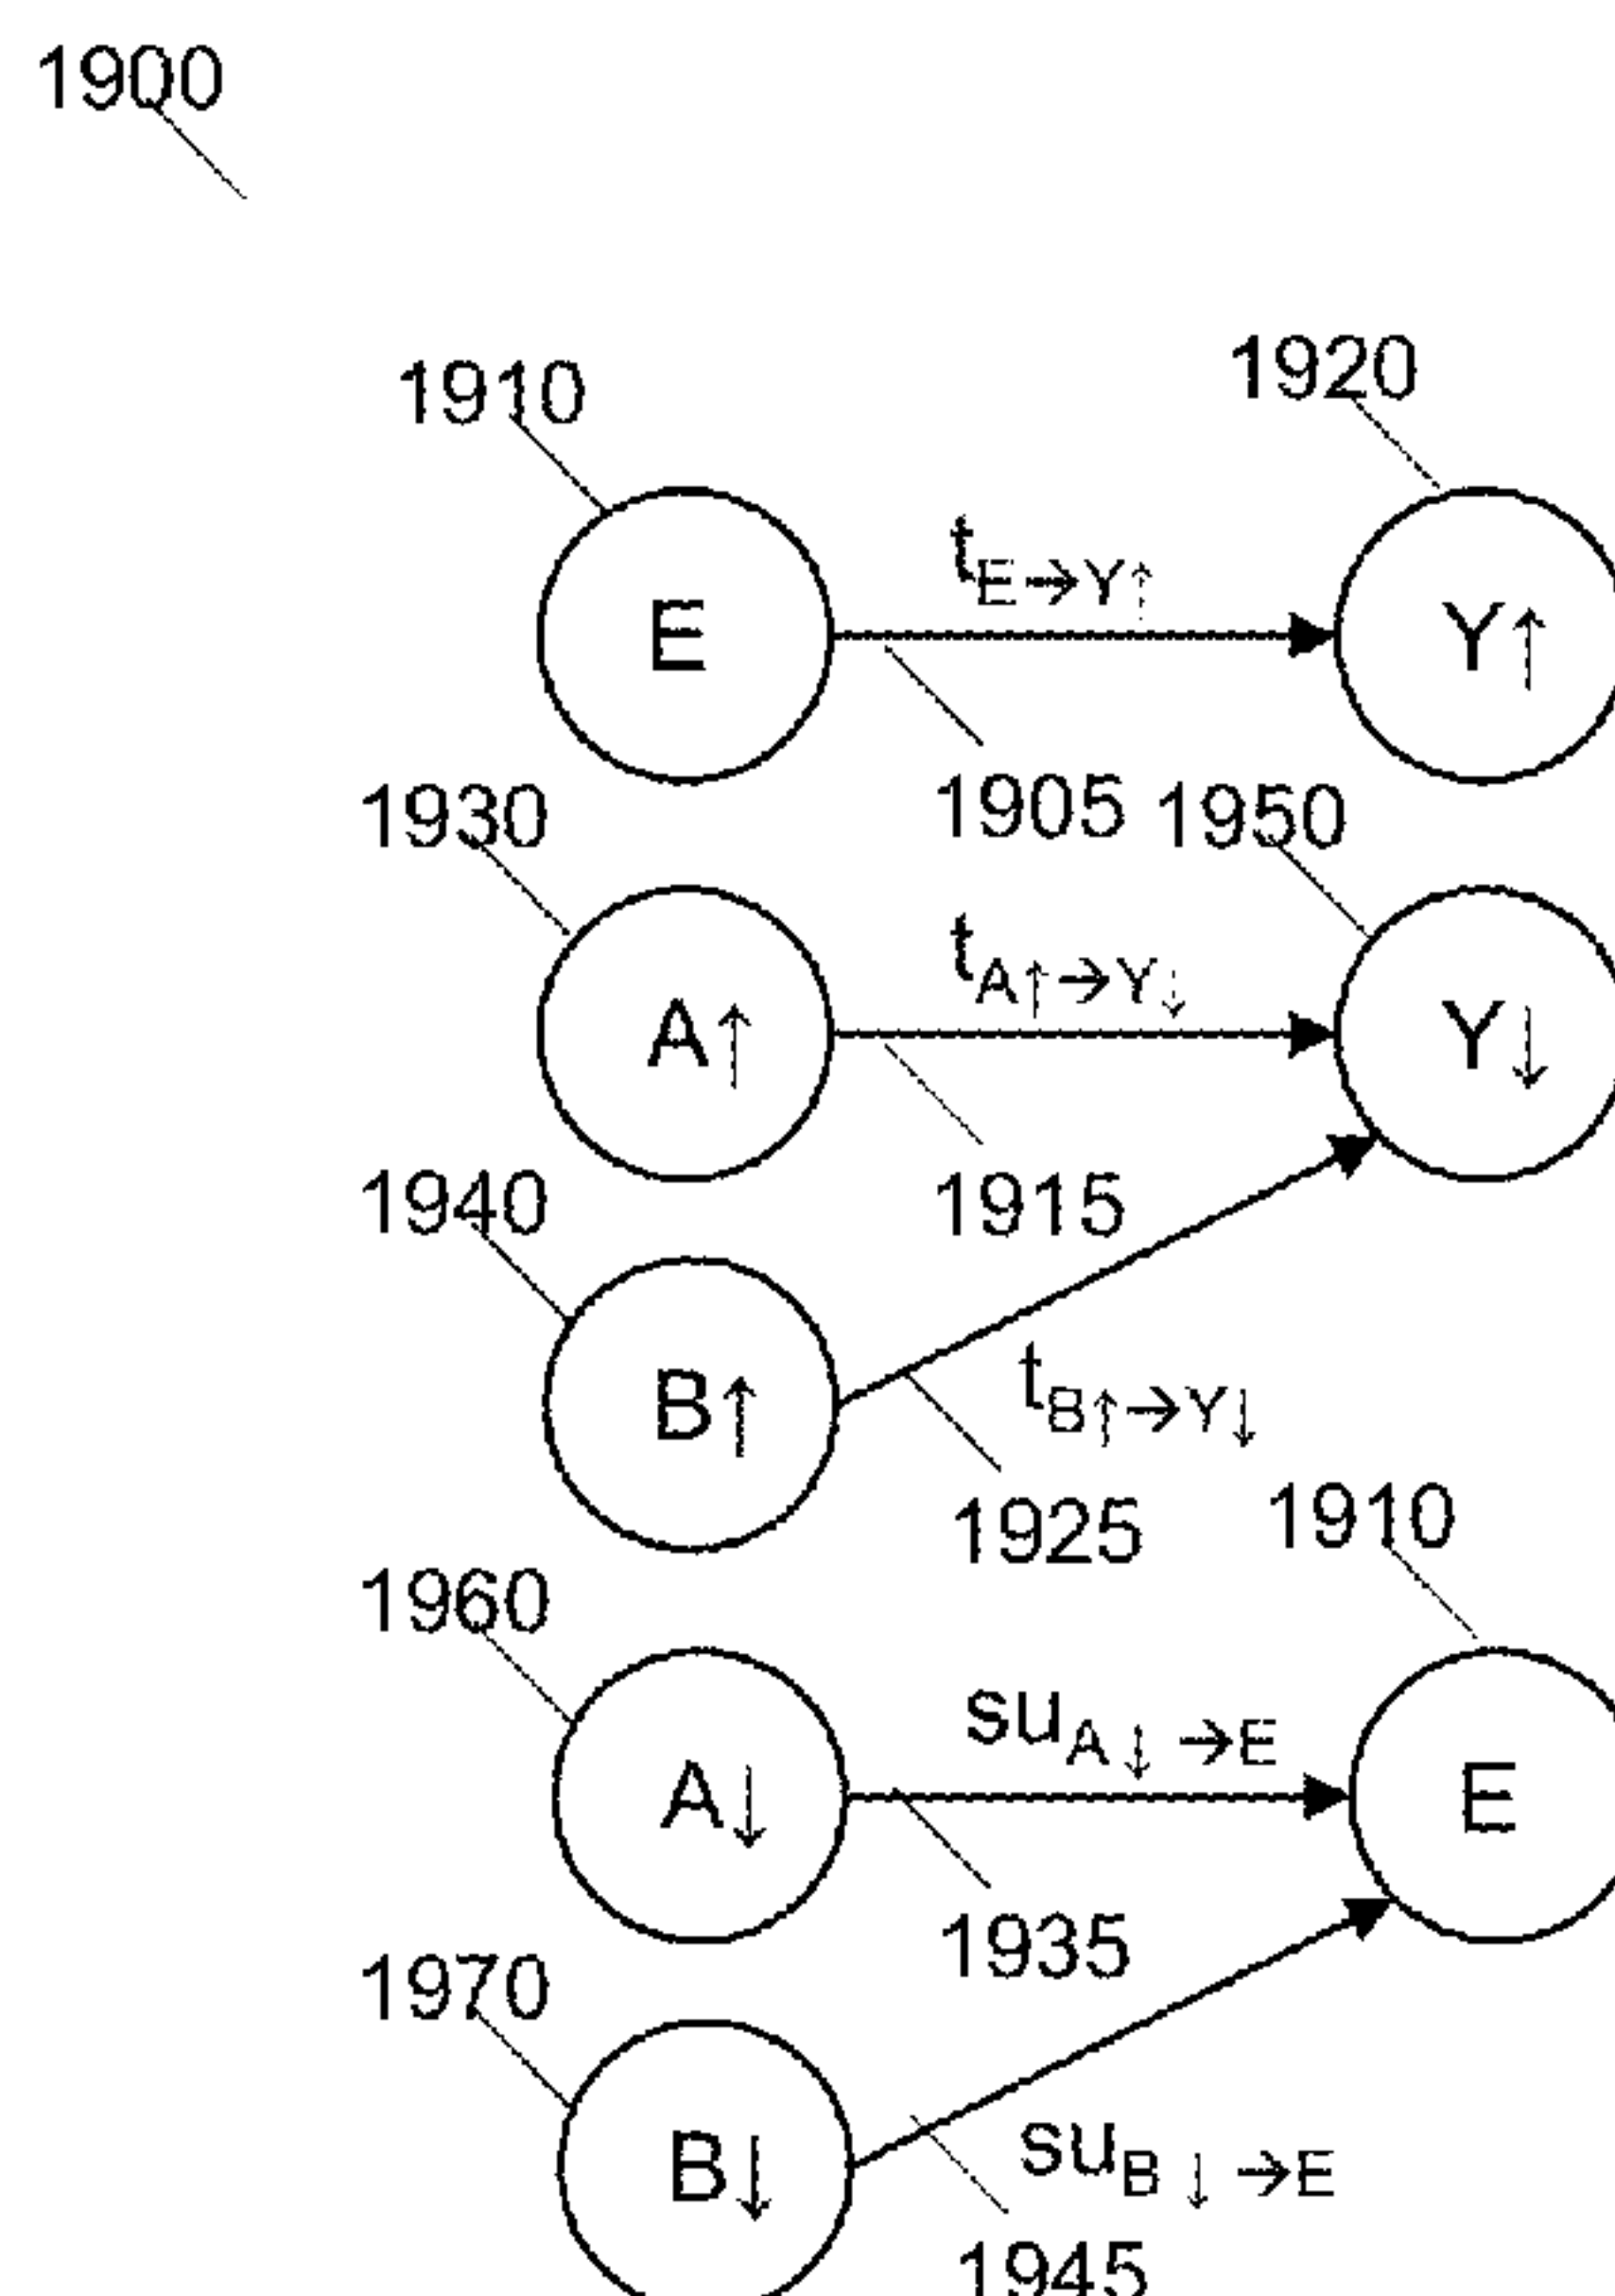 1900
1910
1920
tE→Y↑
E
Y↑
1905
1930
1950
tA↑→Y↓
A↑
Y↓
1915
1940
B↑
tB↑→Y↓
1925
1910
1960
suA↓→E
A↓
E
1935
1970
B↓
suB↓→E
1945